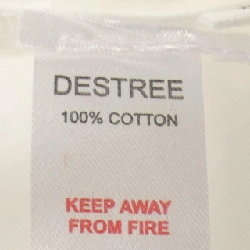 DESTREE
100% COTTON
KEEP AWAY
FROM FIRE